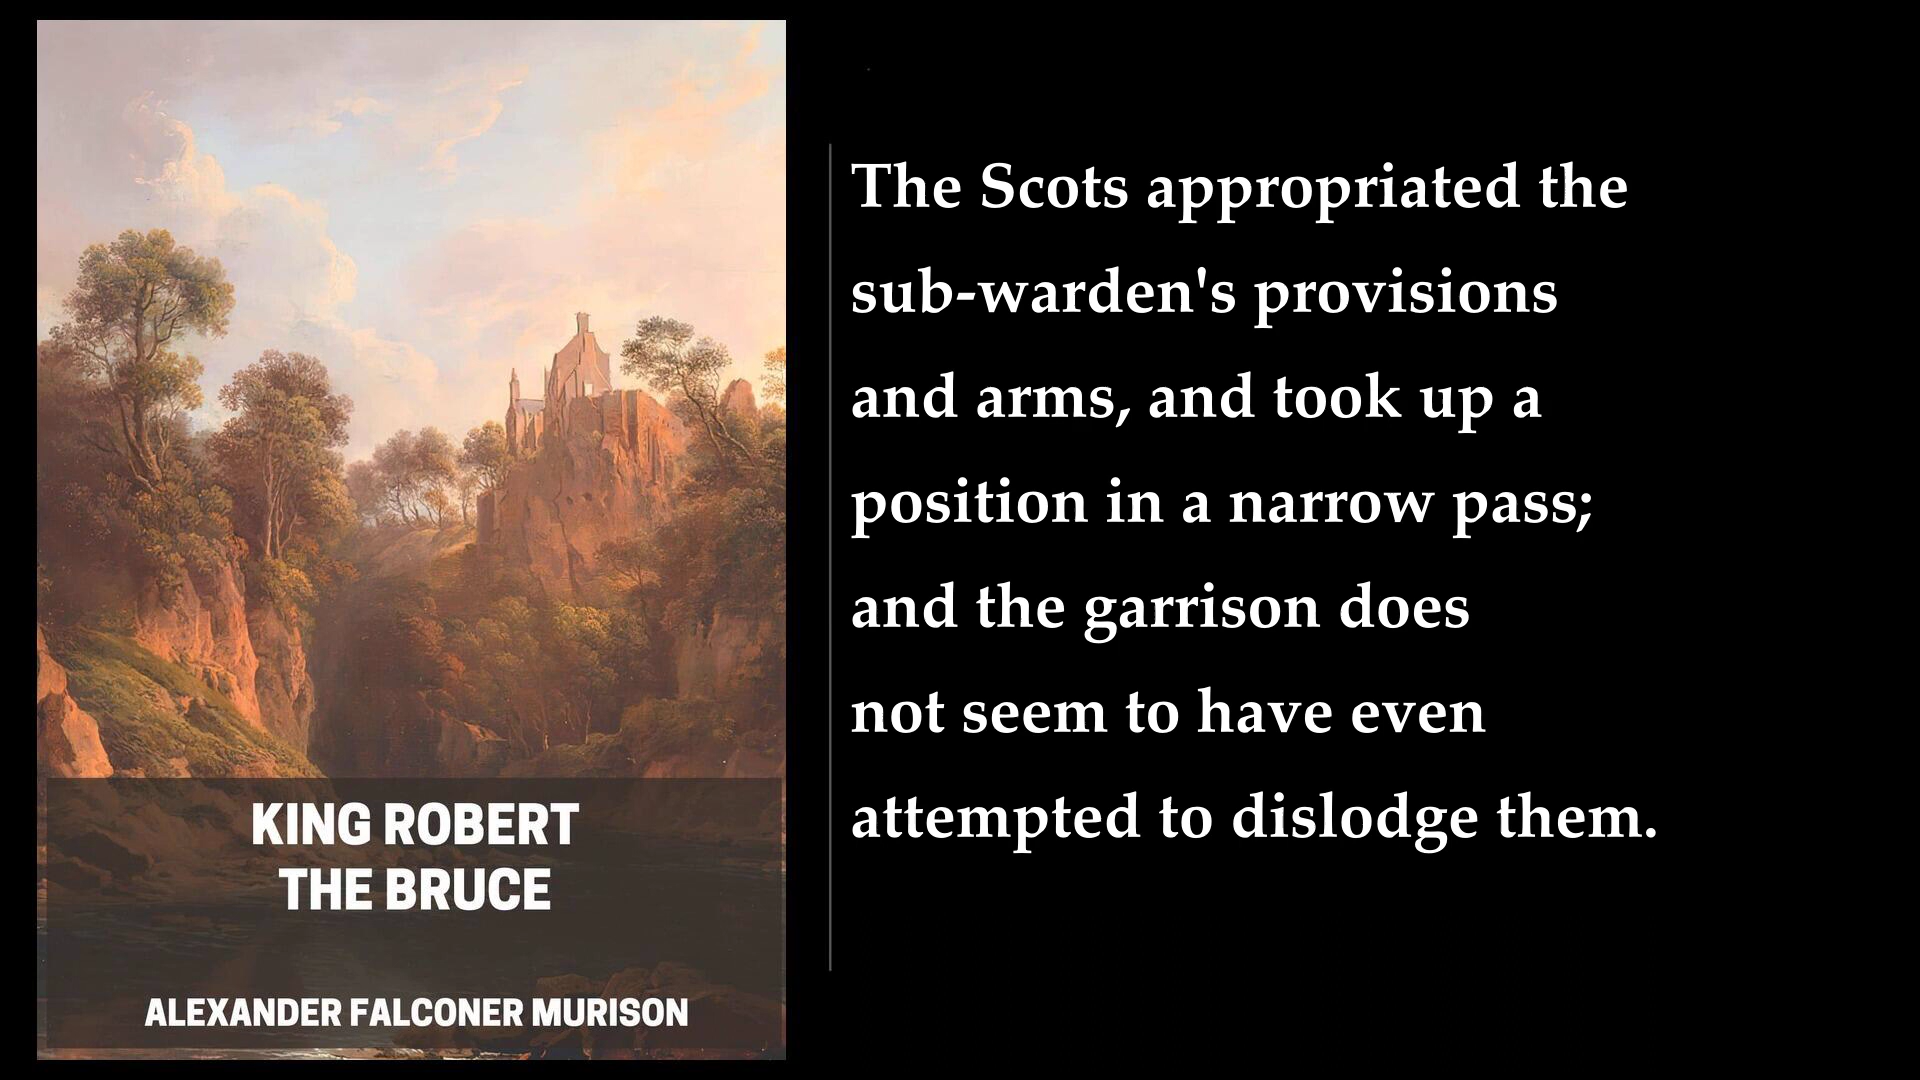 KING ROBERT
THE BRUCE
ALEXANDER FALCONER MURISON
The Scots appropriated the
sub-warden's provisions
and arms, and took up a
position in a narrow pass;
and the garrison does
not seem to have even
attempted to dislodge them.